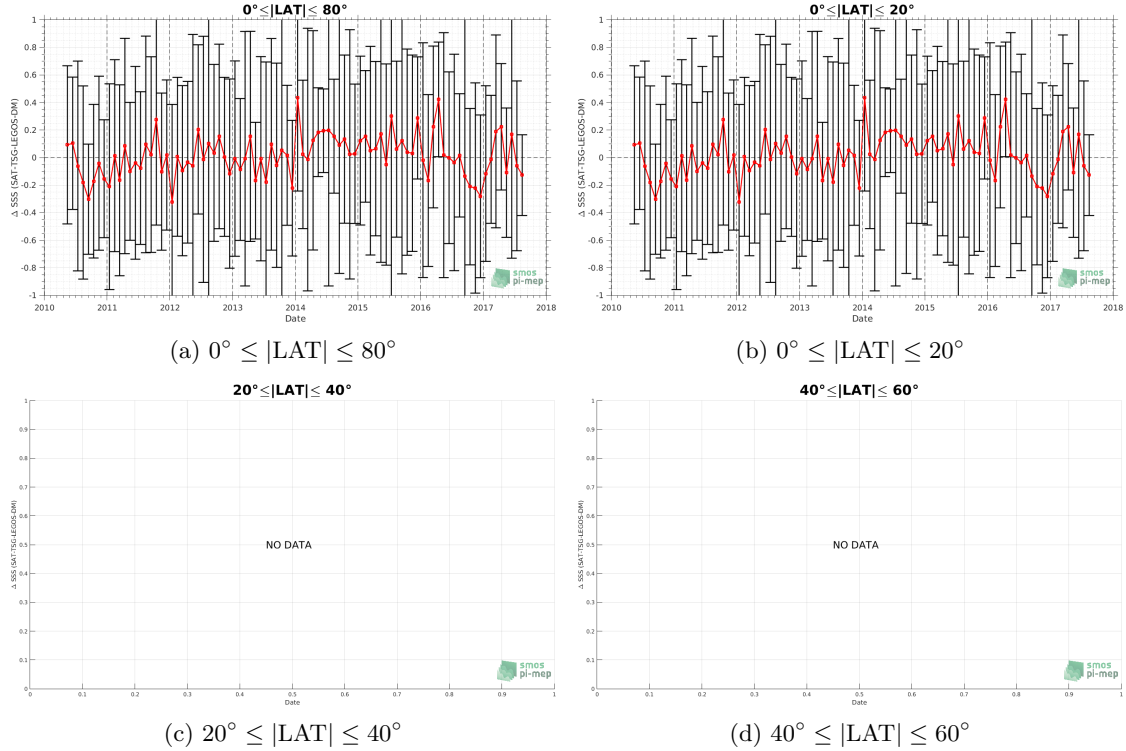 0°≤|LAT|≤ 80°
Δ SSS (SAT-TSG-LEGOS-DM)
1
0.8
0.6
0.4
0.2
0
-0.2
-0.4
-0.6
-0.8
-1
2010 2011 2012 2013 2014 2015 2016 2017 2018
Date
smos
pi-mep
(a) 0° ≤ |LAT| ≤ 80°
0°≤|LAT|≤ 20°
Δ SSS (SAT-TSG-LEGOS-DM)
1
0.8
0.6
0.4
0.2
0
-0.2
-0.4
-0.6
-0.8
-1
2010 2011 2012 2013 2014 2015 2016 2017 2018
Date
smos
pi-mep
(b) 0° ≤ |LAT| ≤ 20°
20°≤|LAT|≤ 40°
Δ SSS (SAT-TSG-LEGOS-DM)
1
0.9
0.8
0.7
0.6
0.5
0.4
0.3
0.2
0.1
0
NO DATA
0 0.1 0.2 0.3 0.4 0.5 0.6 0.7 0.8 0.9 1
Date
smos
pi-mep
(c) 20° ≤ |LAT| ≤ 40°
40°≤|LAT|≤ 60°
Δ SSS (SAT-TSG-LEGOS-DM)
1
0.9
0.8
0.7
0.6
0.5
0.4
0.3
0.2
0.1
0
NO DATA
0 0.1 0.2 0.3 0.4 0.5 0.6 0.7 0.8 0.9 1
Date
smos
pi-mep
(d) 40° ≤ |LAT| ≤ 60°